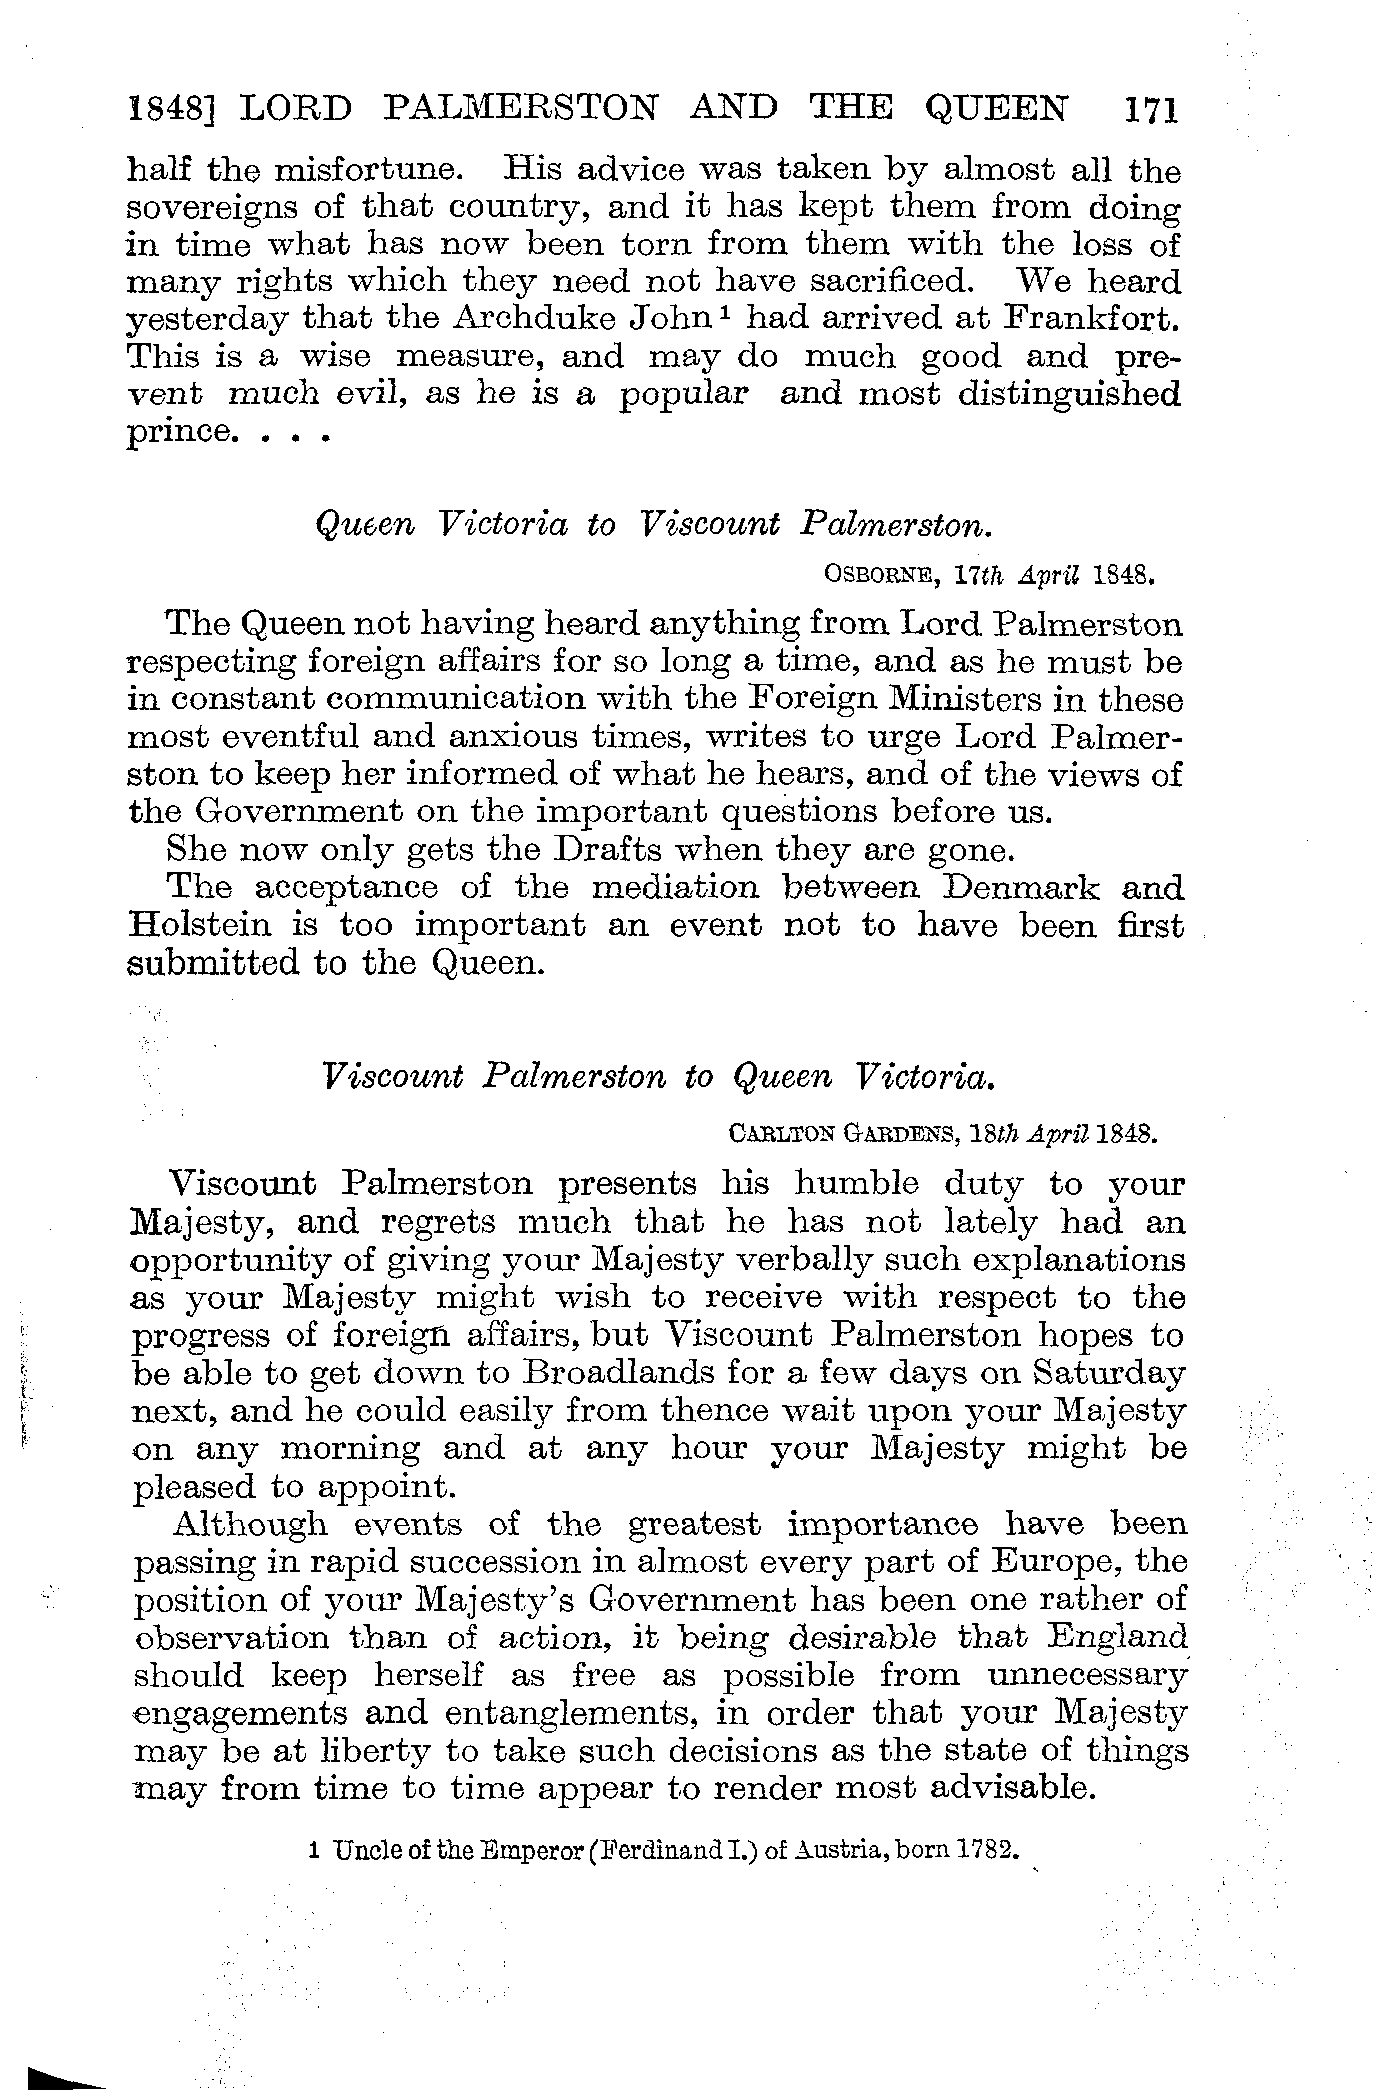 1848] LORD PALMERSTON AND THE QUEEN 171
half the misfortune. His advice was taken by almost all the
sovereigns of that country, and it has kept them from doing
in time what has now been torn from them with the loss of
many rights which they need not have sacrificed. We heard
yesterday that the Archduke John¹ had arrived at Frankfort.
This is a wise measure, and may do much good and pre-
vent much evil, as he is a popular and most distinguished
prince. . . .
Queen Victoria to Viscount Palmerston.
OSBORNE, 17th April 1848.
The Queen not having heard anything from Lord Palmerston
respecting foreign affairs for so long a time, and as he must be
in constant communication with the Foreign Ministers in these
most eventful and anxious times, writes to urge Lord Palmer-
ston to keep her informed of what he hears, and of the views of
the Government on the important questions before us.
She now only gets the Drafts when they are gone.
The acceptance of the mediation between Denmark and
Holstein is too important an event not to have been first
submitted to the Queen.
Viscount Palmerston to Queen Victoria.
CARLTON GARDENS, 18th April 1848.
Viscount Palmerston presents his humble duty to your
Majesty, and regrets much that he has not lately had an
opportunity of giving your Majesty verbally such explanations
as your Majesty might wish to receive with respect to the
progress of foreign affairs, but Viscount Palmerston hopes to
be able to get down to Broadlands for a few days on Saturday
next, and he could easily from thence wait upon your Majesty
on any morning and at any hour your Majesty might be
pleased to appoint.
Although events of the greatest importance have been
passing in rapid succession in almost every part of Europe, the
position of your Majesty's Government has been one rather of
observation than of action, it being desirable that England
should keep herself as free as possible from unnecessary
engagements and entanglements, in order that your Majesty
may be at liberty to take such decisions as the state of things
may from time to time appear to render most advisable.
1 Uncle of the Emperor (Ferdinand I.) of Austria, born 1782.